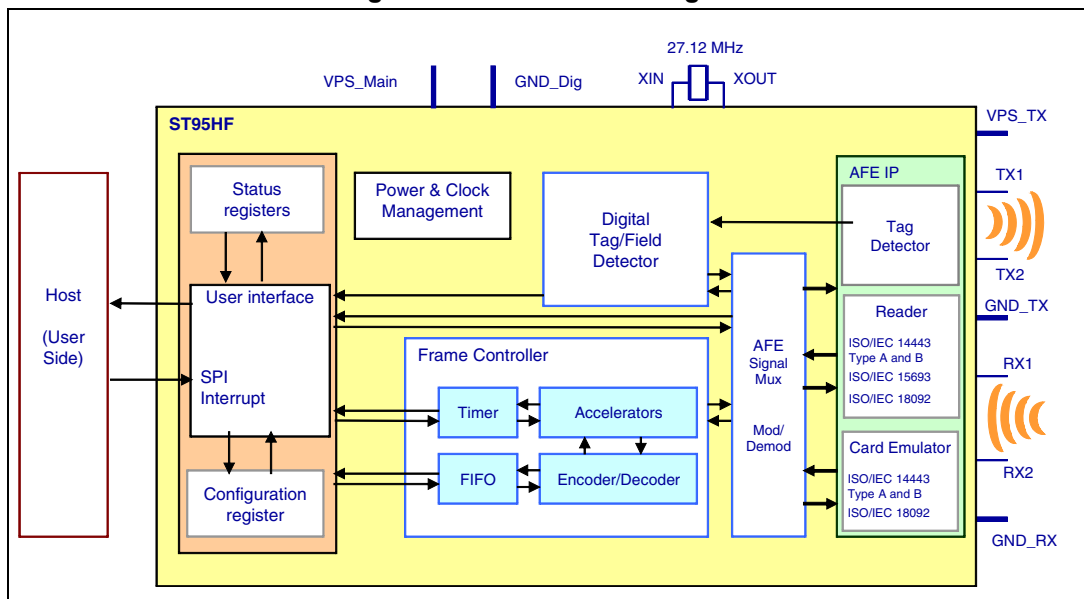 27.12 MHz
VPS_Main
GND_Dig
XIN
XOUT
VPS_TX
ST95HF
Status
registers
Power & Clock
Management
Digital
Tag/Field
Detector
AFE IP
Tag
Detector
TX1
TX2
GND_TX
Host
(User
Side)
User interface
SPI
Interrupt
Configuration
register
Frame Controller
Timer
Accelerators
FIFO
Encoder/Decoder
AFE
Signal
Mux
Mod/
Demod
Reader
ISO/IEC 14443
Type A and B
ISO/IEC 15693
ISO/IEC 18092
Card Emulator
ISO/IEC 14443
Type A and B
ISO/IEC 18092
RX1
RX2
GND_RX